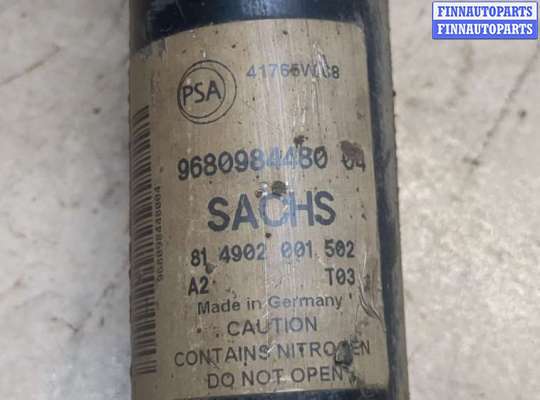 FINNAUTOPARTS
FINNAUTOPARTS
PSA
9680984480 04
SACHS
81 4902 001 502
A2 T03
Made in Germany
CAUTION
CONTAINS NITROGEN
DO NOT OPEN
968098448004